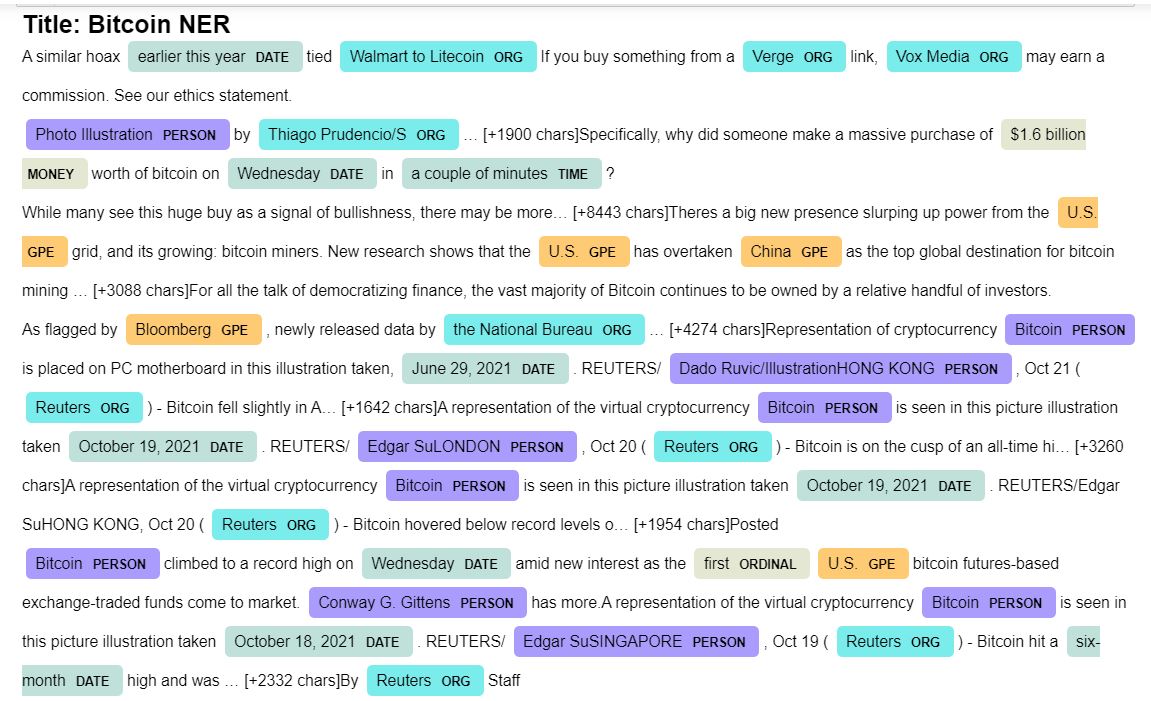 Title: Bitcoin NER
A similar hoax earlier this year DATE tied Walmart to Litecoin ORG If you buy something from a Verge ORG link, Vox Media ORG may earn a
commission. See our ethics statement.
Photo Illustration PERSON by Thiago Prudencio/S ORG … [+1900 chars]Specifically, why did someone make a massive purchase of $1.6 billion
MONEY worth of bitcoin on Wednesday DATE in a couple of minutes TIME ?
While many see this huge buy as a signal of bullishness, there may be more… [+8443 chars]Theres a big new presence slurping up power from the U.S.
GPE grid, and its growing: bitcoin miners. New research shows that the U.S. GPE has overtaken China GPE as the top global destination for bitcoin
mining … [+3088 chars]For all the talk of democratizing finance, the vast majority of Bitcoin continues to be owned by a relative handful of investors.
As flagged by Bloomberg GPE , newly released data by the National Bureau ORG … [+4274 chars]Representation of cryptocurrency Bitcoin PERSON
is placed on PC motherboard in this illustration taken, June 29, 2021 DATE . REUTERS/ Dado Ruvic/IllustrationHONG KONG PERSON , Oct 21 (
Reuters ORG ) - Bitcoin fell slightly in A… [+1642 chars]A representation of the virtual cryptocurrency Bitcoin PERSON is seen in this picture illustration
taken October 19, 2021 DATE . REUTERS/ Edgar SuLONDON PERSON , Oct 20 ( Reuters ORG ) - Bitcoin is on the cusp of an all-time hi… [+3260
chars]A representation of the virtual cryptocurrency Bitcoin PERSON is seen in this picture illustration taken October 19, 2021 DATE . REUTERS/Edgar
SuHONG KONG, Oct 20 ( Reuters ORG ) - Bitcoin hovered below record levels o… [+1954 chars]Posted
Bitcoin PERSON climbed to a record high on Wednesday DATE amid new interest as the first ORDINAL U.S. GPE bitcoin futures-based
exchange-traded funds come to market. Conway G. Gittens PERSON has more.A representation of the virtual cryptocurrency Bitcoin PERSON is seen in
this picture illustration taken October 18, 2021 DATE . REUTERS/ Edgar SuSINGAPORE PERSON , Oct 19 ( Reuters ORG ) - Bitcoin hit a six-
month DATE high and was … [+2332 chars]By Reuters ORG Staff